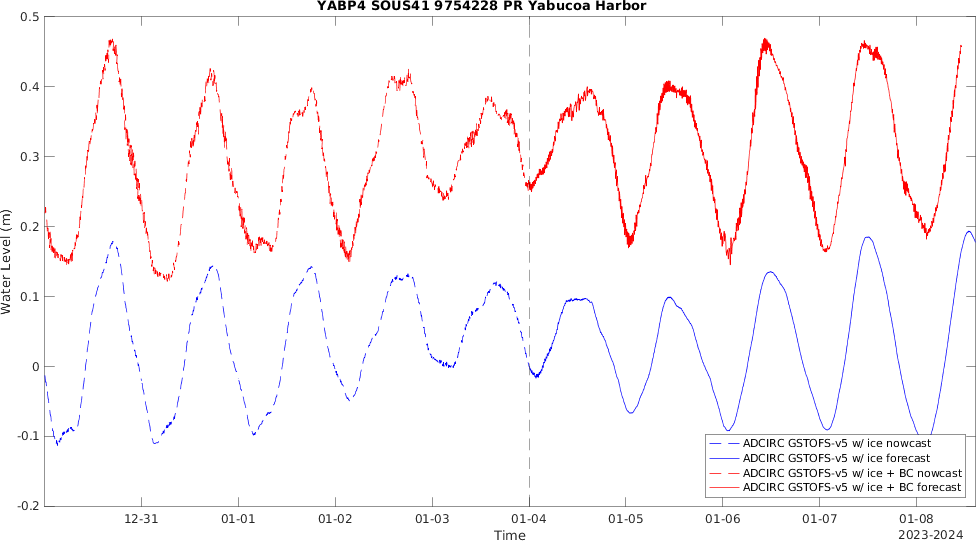 YABP4 SOUS41 9754228 PR Yabucoa Harbor
0.5
0.4
0.3
0.2
0.1
0
-0.1
-0.2
Water Level (m)
12-31
01-01
01-02
01-03
01-04
01-05
01-06
01-07
01-08
Time
2023-2024
ADCIRC GSTOFS-v5 w/ ice nowcast
ADCIRC GSTOFS-v5 w/ ice forecast
ADCIRC GSTOFS-v5 w/ ice + BC nowcast
ADCIRC GSTOFS-v5 w/ ice + BC forecast